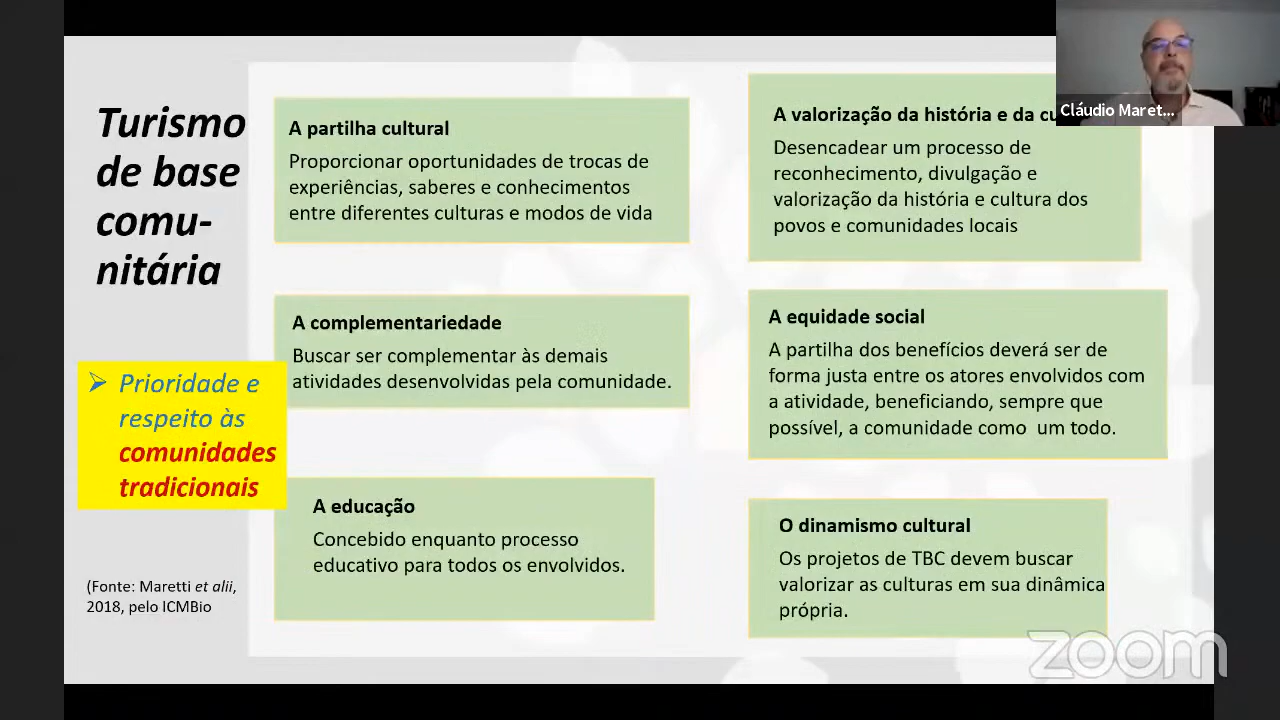 Turismo
de base
comu-
nitária
➢ Prioridade e
respeito às
comunidades
tradicionais
(Fonte: Maretti et alii,
2018, pelo ICMBio
A partilha cultural
Proporcionar oportunidades de trocas de
experiências, saberes e conhecimentos
entre diferentes culturas e modos de vida
A complementariedade
Buscar ser complementar às demais
atividades desenvolvidas pela comunidade.
A educação
Concebido enquanto processo
educativo para todos os envolvidos.
A valorização da história e da
Desencadear um processo de
reconhecimento, divulgação e
valorização da história e cultura dos
povos e comunidades locais
A equidade social
A partilha dos benefícios deverá ser de
forma justa entre os atores envolvidos com
a atividade, beneficiando, sempre que
possível, a comunidade como um todo.
O dinamismo cultural
Os projetos de TBC devem buscar
valorizar as culturas em sua dinâmica
própria.
Cláudio Maret...
zoom